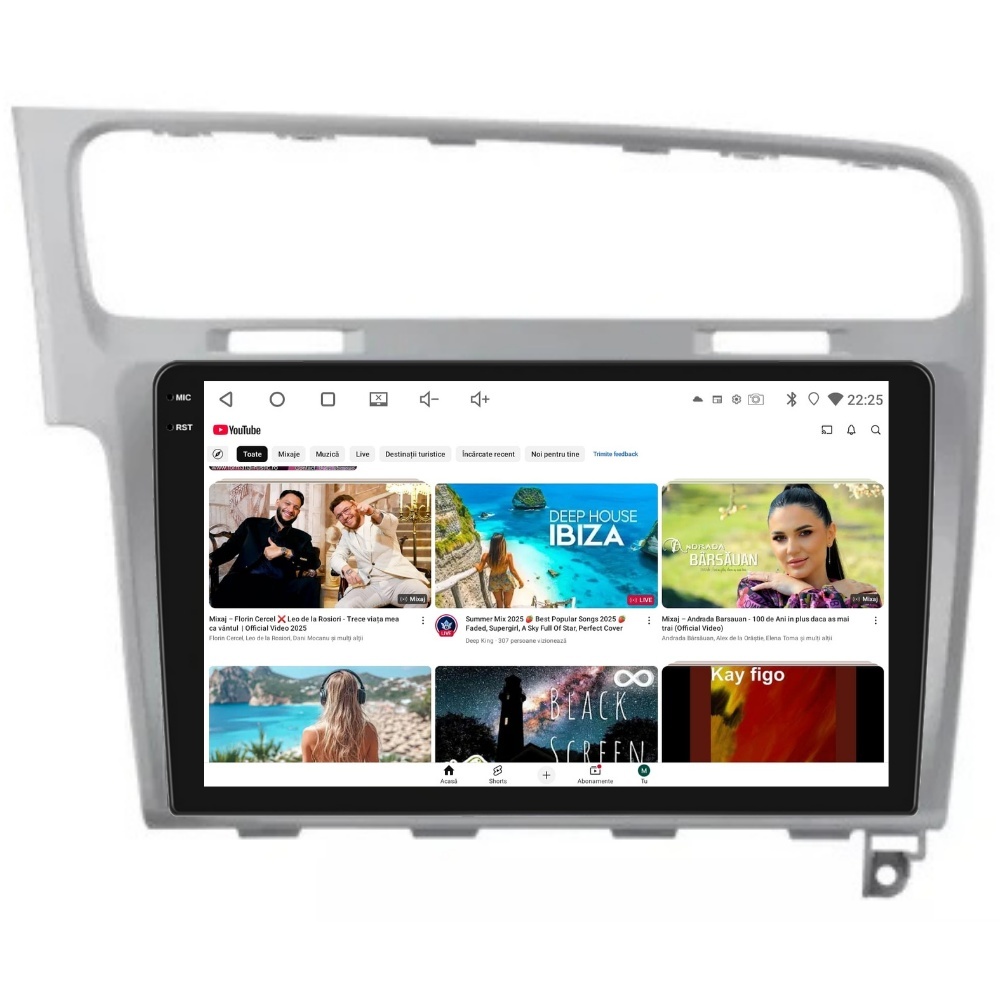 MIC
RST
22:25
YouTube
Toate Mixaje Muzică Live Destinații turistice Încărcate recent Noi pentru tine Trimite feedback
DEEP HOUSE
IBIZA
ANDRADA
BÂRSĂUAN
Mixaj
LIVE
Mixaj
Mixaj – Florin Cercel ❌ Leo de la Rosiori - Trece viața mea
ca vântul | Official Video 2025
Florin Cercel, Leo de la Rosiori, Dani Mocanu și mulți alții
LIVE
Summer Mix 2025 🍓 Best Popular Songs 2025 🍓
Faded, Supergirl, A Sky Full Of Star, Perfect Cover
Deep King · 307 persoane vizionează
Mixaj – Andrada Barsauan - 100 de Ani in plus daca as mai
trai (Official Video)
Andrada Bârsăuan, Alex de la Orăștie, Elena Toma și mulți alții
BLACK
SCREEN
Kay figo
Acasă Shorts Abonamente Tu
M